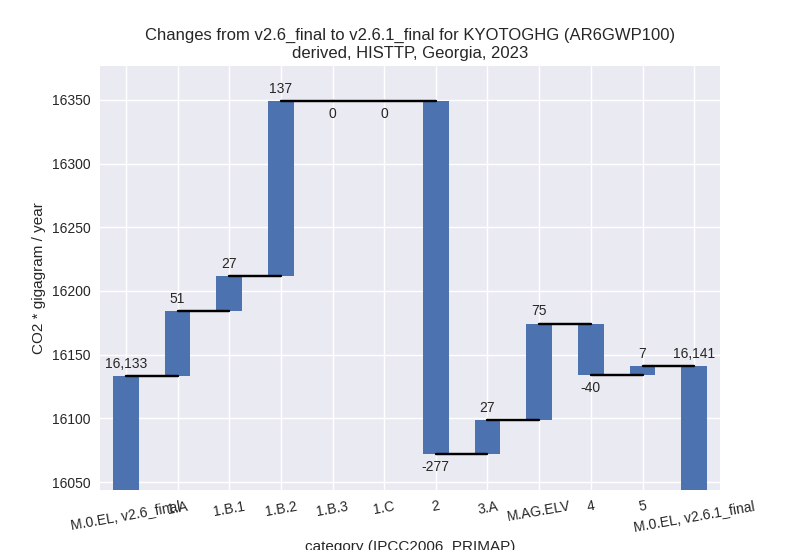 Changes from v2.6_final to v2.6.1_final for KYOTOGHG (AR6GWP100)
derived, HISTTP, Georgia, 2023
CO2 * gigagram / year
16350
16300
16250
16200
16150
16100
16050
16,133
51
27
137
0
0
-277
27
75
-40
7
16,141
M.0.EL, v2.6_final
1.A
1.B.1
1.B.2
1.B.3
1.C
2
3.A
M.AG.ELV
4
5
M.0.EL, v2.6.1_final
category (IPCC2006_PRIMAP)